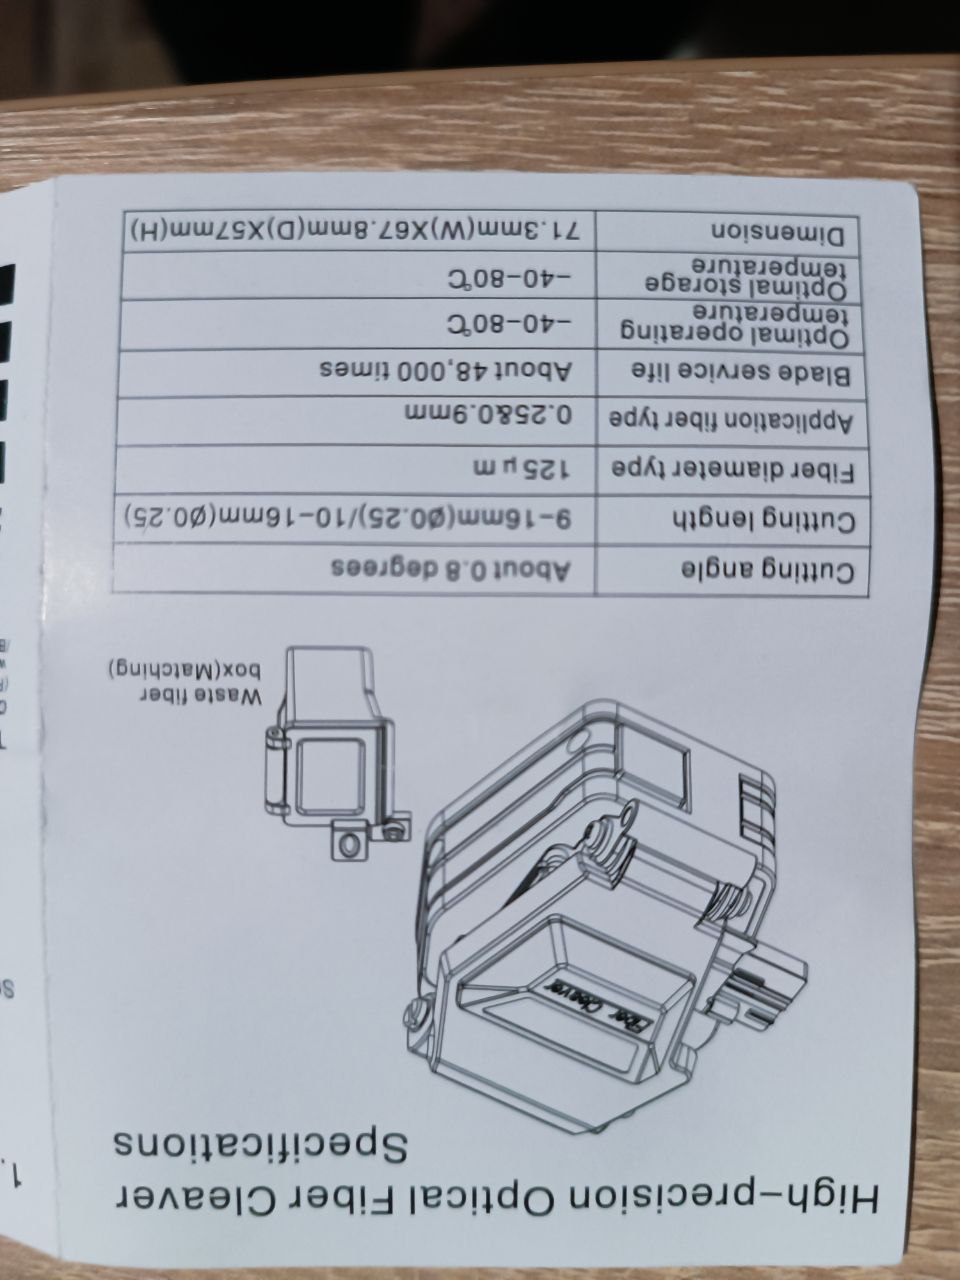 High-precision Optical Fiber Cleaver
Specifications
Fiber Cleaver
Waste fiber
box(Matching)
Cutting angle About 0.8 degrees
Cutting length 9-16mm(Ø0.25)/10-16mm(Ø0.25)
Fiber diameter type 125 μ m
Application fiber type 0.25&0.9mm
Blade service life About 48,000 times
Optimal operating
temperature -40-80℃
Optimal storage
temperature -40-80℃
Dimension 71.3mm(W)X67.8mm(D)X57mm(H)
1.